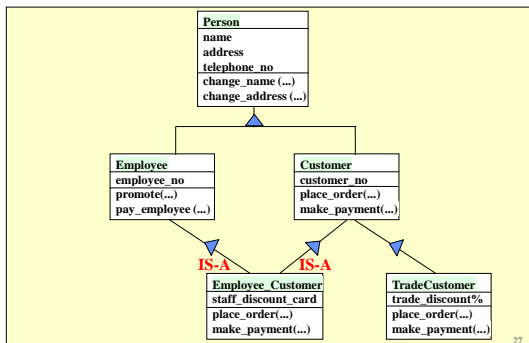 Person
name
address
telephone_no
change_name (...)
change_address (...)
Employee
employee_no
promote(...)
pay_employee (...)
Customer
customer_no
place_order(...)
make_payment(...)
IS-A
IS-A
Employee_Customer
staff_discount_card
place_order(...)
make_payment(...)
TradeCustomer
trade_discount%
place_order(...)
make_payment(...)
27